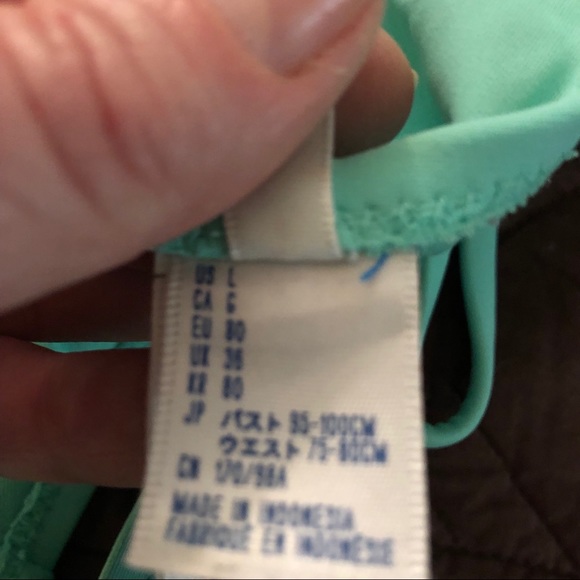 US L
CA G
EU 80
UK 36
KR 80
JP バスト 95-100CM
ウエスト 75-80CM
CN 170/98A
MADE IN INDONESIA
FABRIQUÉ EN INDONÉSIE